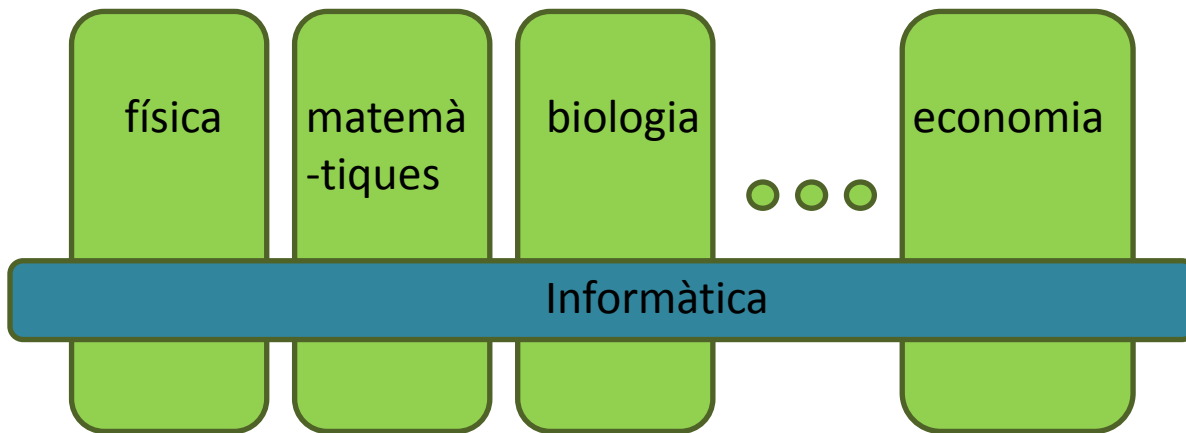 física
matemà
-tiques
biologia
economia
Informàtica